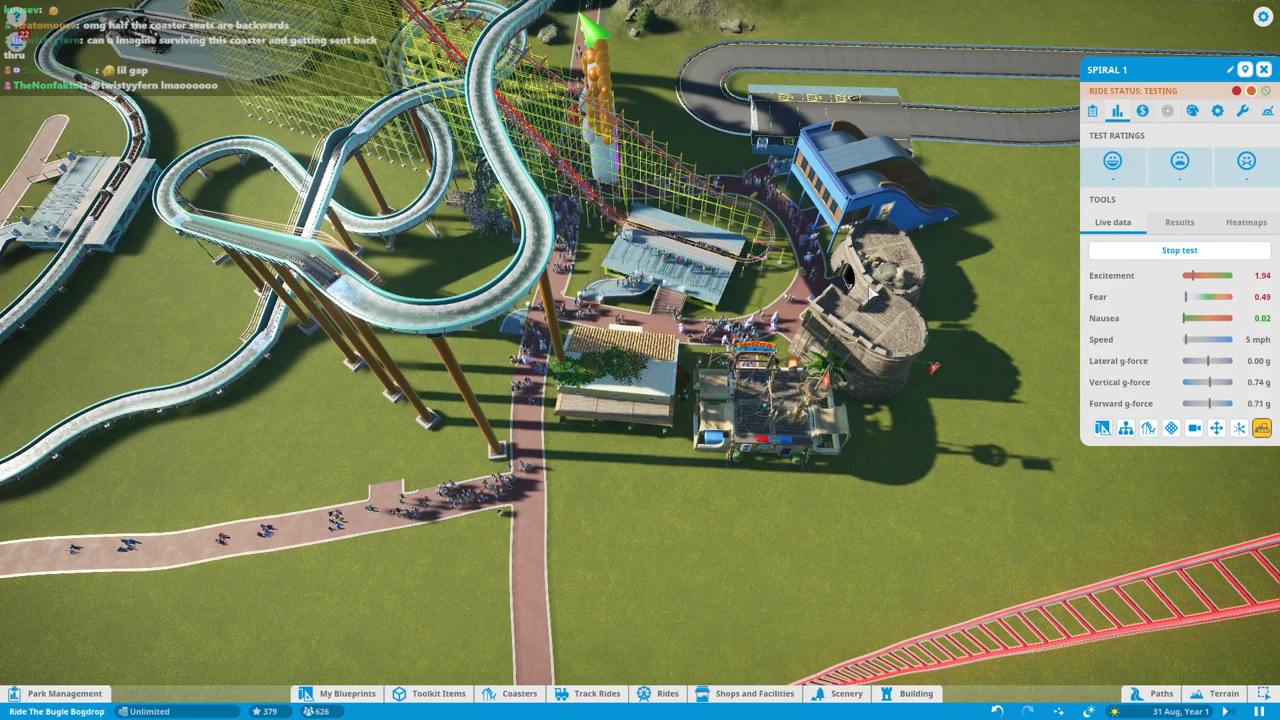 stratomouse: omg half the coaster seats are backwards
twistyyfern: can u imagine surviving this coaster and getting sent back
thru
22
: lil gap
TheNonfaktor: @twistyyfern lmaoooooo
SPIRAL 1
RIDE STATUS: TESTING
TEST RATINGS
- - -
TOOLS
Live data Results Heatmaps
Stop test
Excitement 1.94
Fear 0.49
Nausea 0.02
Speed 5 mph
Lateral g-force 0.00 g
Vertical g-force 0.74 g
Forward g-force 0.71 g
Park Management My Blueprints Toolkit Items Coasters Track Rides Rides Shops and Facilities Scenery Building Paths Terrain
Ride The Bugle Bogdrop Unlimited 379 626 31 Aug, Year 1